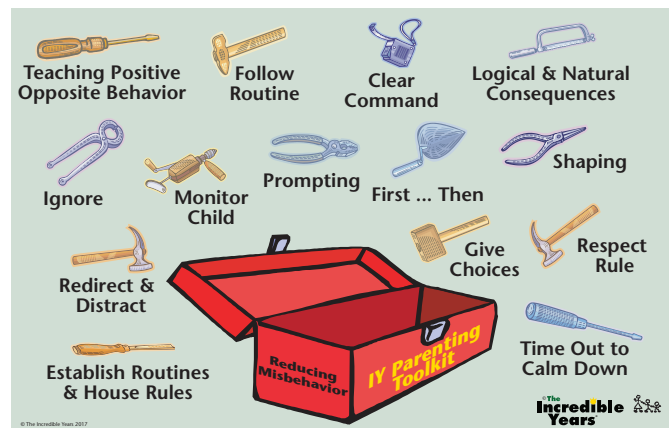 Teaching Positive
Opposite Behavior
Follow
Routine
Clear
Command
Logical & Natural
Consequences
Ignore
Monitor
Child
Prompting
First ... Then
Shaping
Redirect &
Distract
Give
Choices
Respect
Rule
Establish Routines
& House Rules
Reducing
Misbehavior
IY Parenting
Toolkit
Time Out to
Calm Down
© The Incredible Years 2017
©The
Incredible
Years